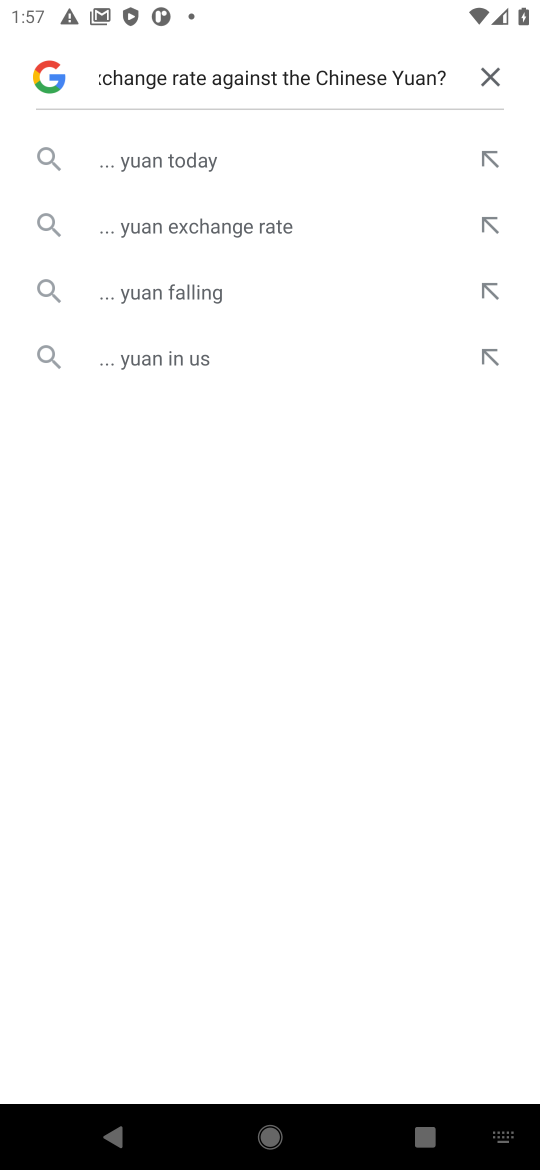 1:57
xchange rate against the Chinese Yuan?
... yuan today
... yuan exchange rate
... yuan falling
... yuan in us